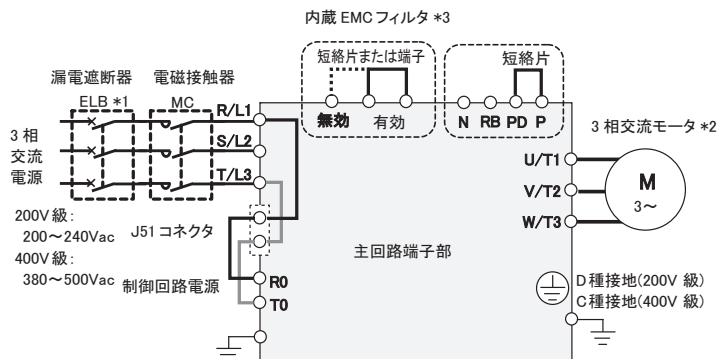 内蔵 EMC フィルタ *3
短絡片または端子
無効
有効
短絡片
N RB PD P
漏電遮断器
ELB *1
電磁接触器
MC
R/L1
S/L2
T/L3
3 相
交流
電源
200V 級:
200～240Vac
400V 級:
380～500Vac
J51 コネクタ
制御回路電源
R0
T0
主回路端子部
3 相交流モータ *2
U/T1
V/T2
W/T3
M
3～
D種接地(200V 級)
C種接地(400V 級)